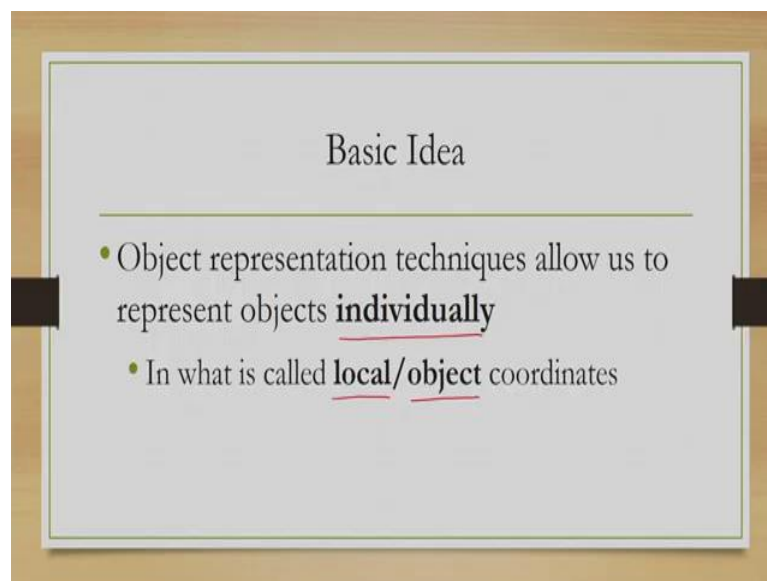 Basic Idea
• Object representation techniques allow us to
represent objects individually
• In what is called local/object coordinates